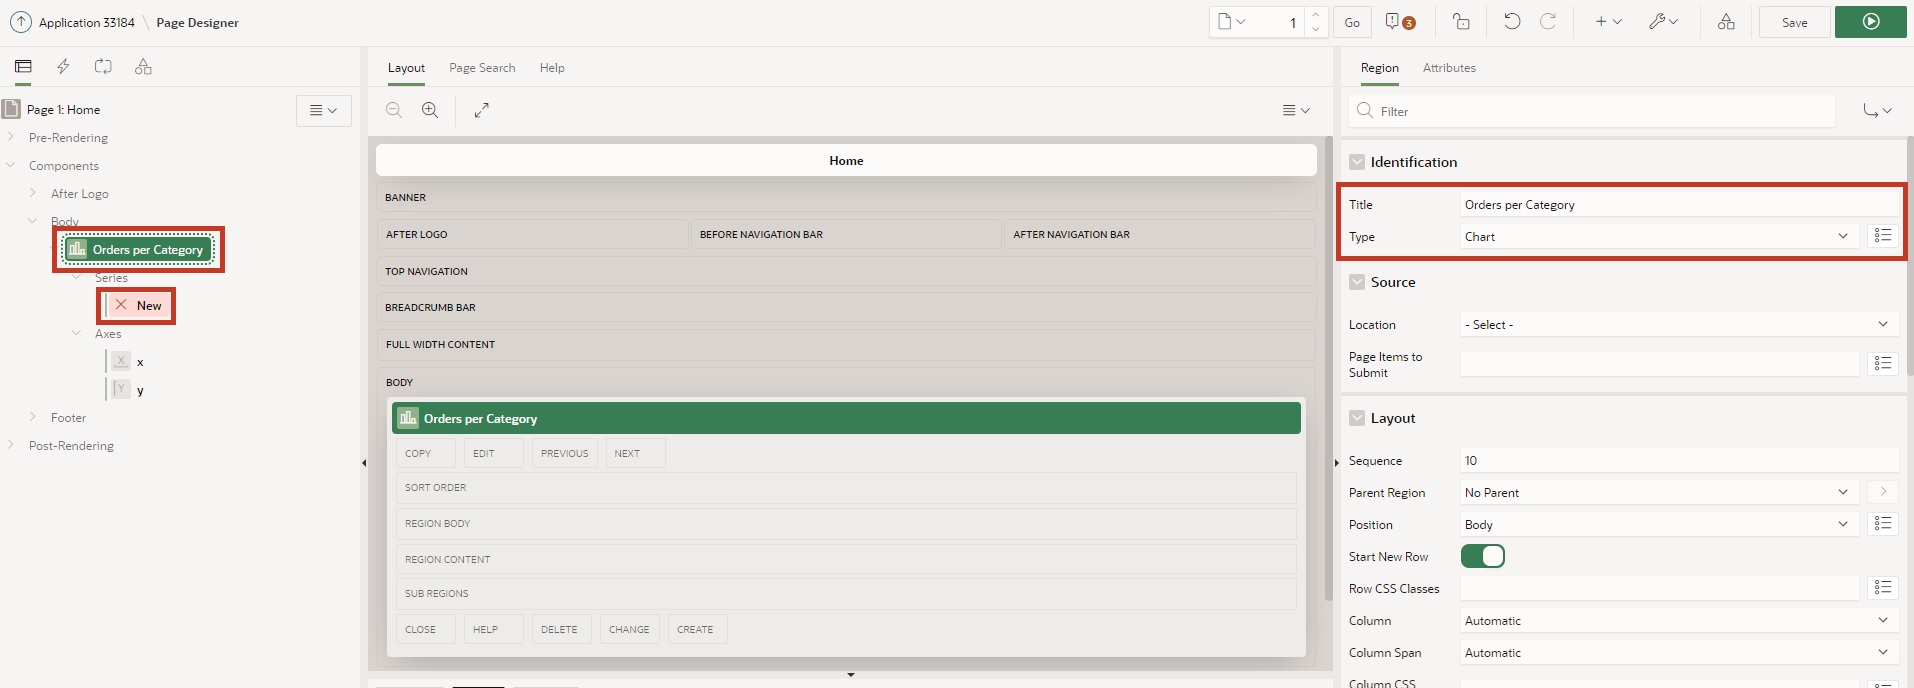 Application 33184 \ Page Designer
1
Go
3
Save
Page 1: Home
Pre-Rendering
Components
After Logo
Body
Orders per Category
Series
New
Axes
x
y
Footer
Post-Rendering
Layout Page Search Help
Home
BANNER
AFTER LOGO BEFORE NAVIGATION BAR AFTER NAVIGATION BAR
TOP NAVIGATION
BREADCRUMB BAR
FULL WIDTH CONTENT
BODY
Orders per Category
COPY EDIT PREVIOUS NEXT
SORT ORDER
REGION BODY
REGION CONTENT
SUB REGIONS
CLOSE HELP DELETE CHANGE CREATE
Region Attributes
Filter
Identification
Title Orders per Category
Type Chart
Source
Location - Select -
Page Items to
Submit
Layout
Sequence 10
Parent Region No Parent
Position Body
Start New Row
Row CSS Classes
Column Automatic
Column Span Automatic
Column CSS